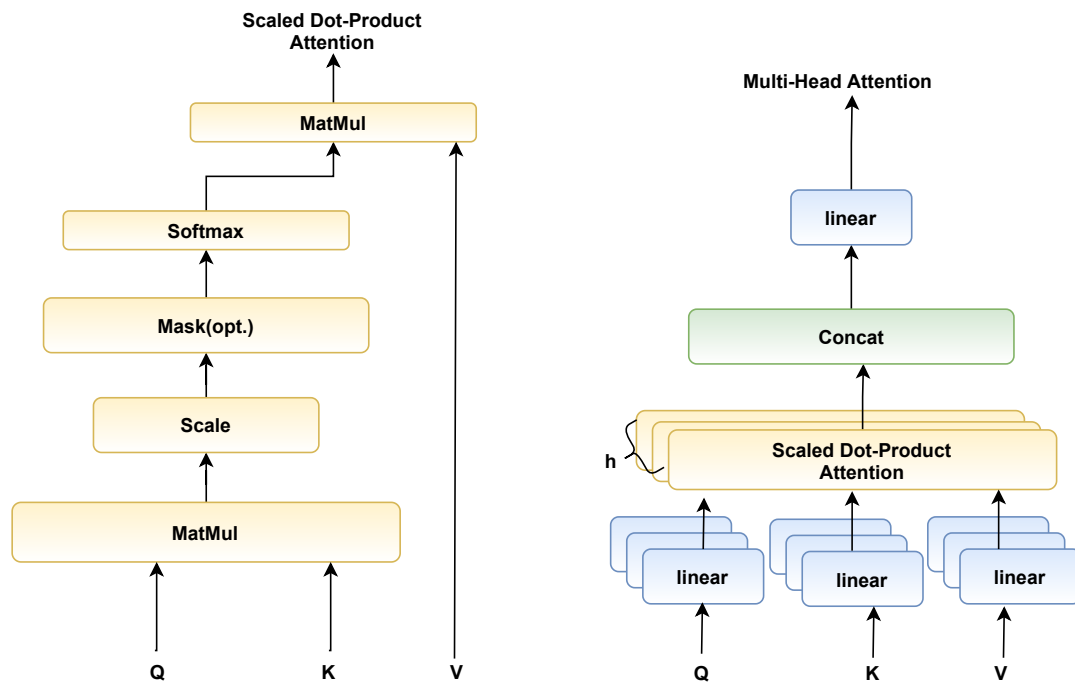 Scaled Dot-Product
Attention
MatMul
Softmax
Mask(opt.)
Scale
MatMul
Q
K
V
Multi-Head Attention
linear
Concat
Scaled Dot-Product
Attention
h
linear
linear
linear
Q
K
V